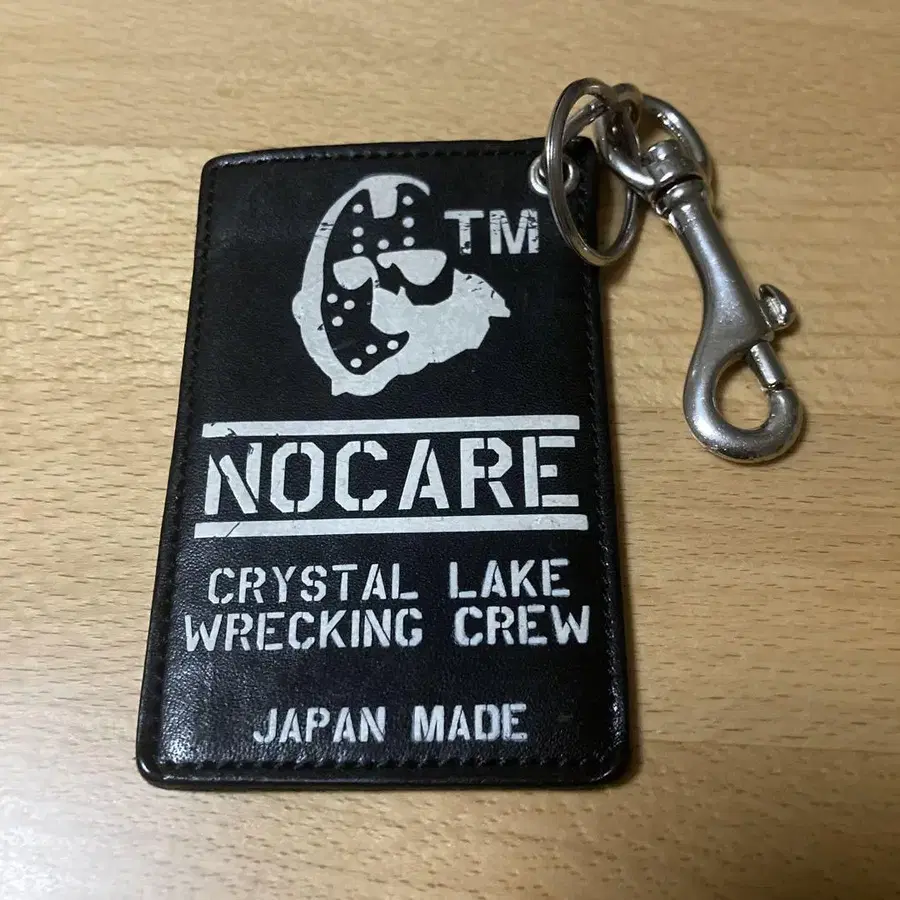 TM
NOCARE
CRYSTAL LAKE
WRECKING CREW
JAPAN MADE